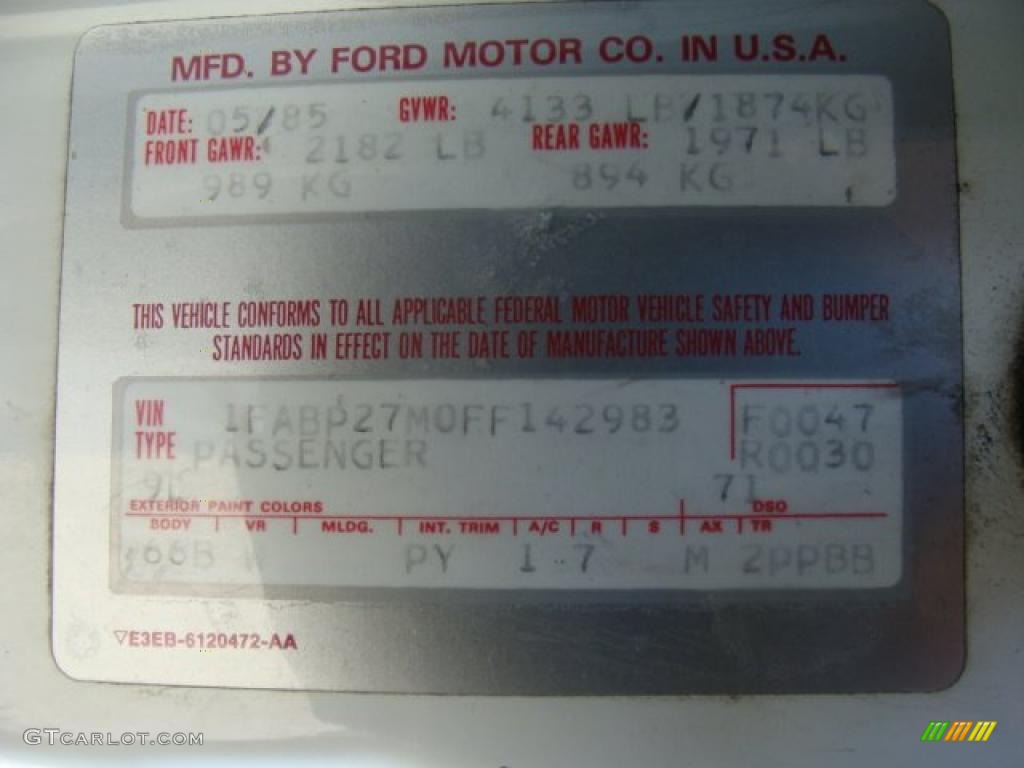 MFD. BY FORD MOTOR CO. IN U.S.A.
DATE: 05/85 GVWR: 4133 LB/1874KG
FRONT GAWR: 2182 LB REAR GAWR: 1971 LB
989 KG 894 KG
THIS VEHICLE CONFORMS TO ALL APPLICABLE FEDERAL MOTOR VEHICLE SAFETY AND BUMPER
STANDARDS IN EFFECT ON THE DATE OF MANUFACTURE SHOWN ABOVE.
VIN 1FABP27M0FF142983 F0047
TYPE PASSENGER R0030
71
EXTERIOR PAINT COLORS DSO
BODY VR MLDG. INT. TRIM A/C R S AX TR
66B PY 1 7 M 2PPBB
▽E3EB-6120472-AA
GTCARLOT.COM